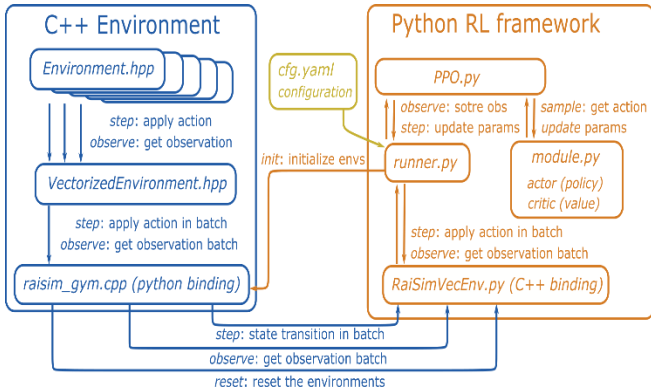 C++ Environment
Environment.hpp
step: apply action
observe: get observation
VectorizedEnvironment.hpp
step: apply action in batch
observe: get observation batch
raisim_gym.cpp (python binding)
cfg.yaml
configuration
init: initialize envs
Python RL framework
PPO.py
observe: sotre obs
step: update params
sample: get action
update params
runner.py
module.py
actor (policy)
critic (value)
step: apply action in batch
observe: get observation batch
RaiSimVecEnv.py (C++ binding)
step: state transition in batch
observe: get observation batch
reset: reset the environments